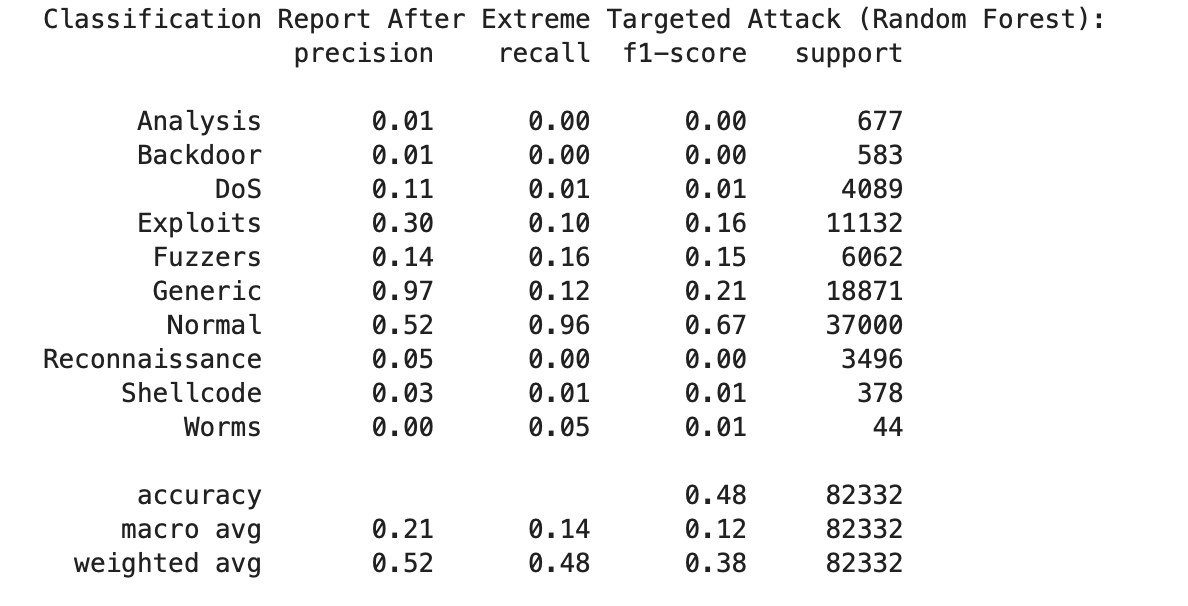 Classification Report After Extreme Targeted Attack (Random Forest):
precision recall f1-score support
Analysis 0.01 0.00 0.00 677
Backdoor 0.01 0.00 0.00 583
DoS 0.11 0.01 0.01 4089
Exploits 0.30 0.10 0.16 11132
Fuzzers 0.14 0.16 0.15 6062
Generic 0.97 0.12 0.21 18871
Normal 0.52 0.96 0.67 37000
Reconnaissance 0.05 0.00 0.00 3496
Shellcode 0.03 0.01 0.01 378
Worms 0.00 0.05 0.01 44
accuracy 0.48 82332
macro avg 0.21 0.14 0.12 82332
weighted avg 0.52 0.48 0.38 82332